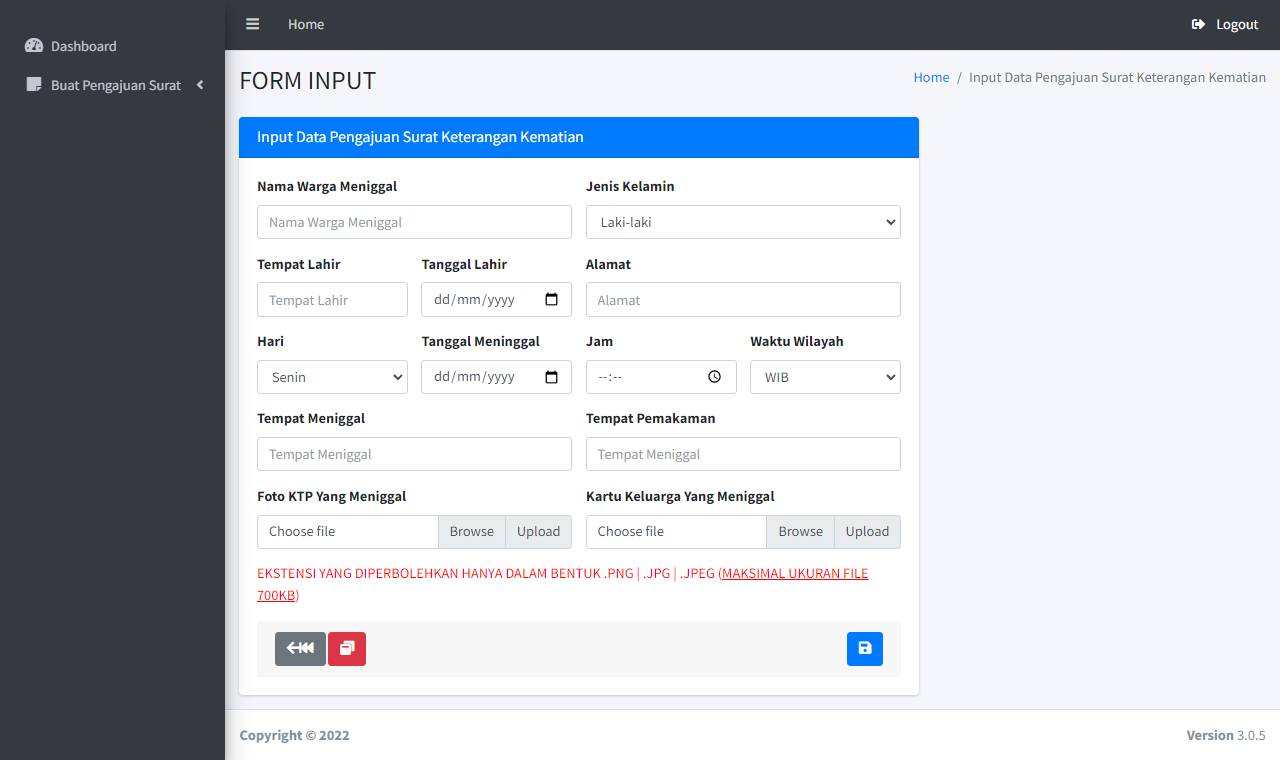 Home
Logout
Dashboard
Buat Pengajuan Surat
FORM INPUT
Home / Input Data Pengajuan Surat Keterangan Kematian
Input Data Pengajuan Surat Keterangan Kematian
Nama Warga Meniggal
Jenis Kelamin
Nama Warga Meniggal
Laki-laki
Tempat Lahir
Tanggal Lahir
Alamat
Tempat Lahir
dd/mm/yyyy
Alamat
Hari
Tanggal Meninggal
Jam
Waktu Wilayah
Senin
dd/mm/yyyy
--:--
WIB
Tempat Meniggal
Tempat Pemakaman
Tempat Meniggal
Tempat Meniggal
Foto KTP Yang Meniggal
Kartu Keluarga Yang Meniggal
Choose file
Browse
Upload
Choose file
Browse
Upload
EKSTENSI YANG DIPERBOLEHKAN HANYA DALAM BENTUK .PNG | .JPG | .JPEG (MAKSIMAL UKURAN FILE
700KB)
Copyright © 2022
Version 3.0.5